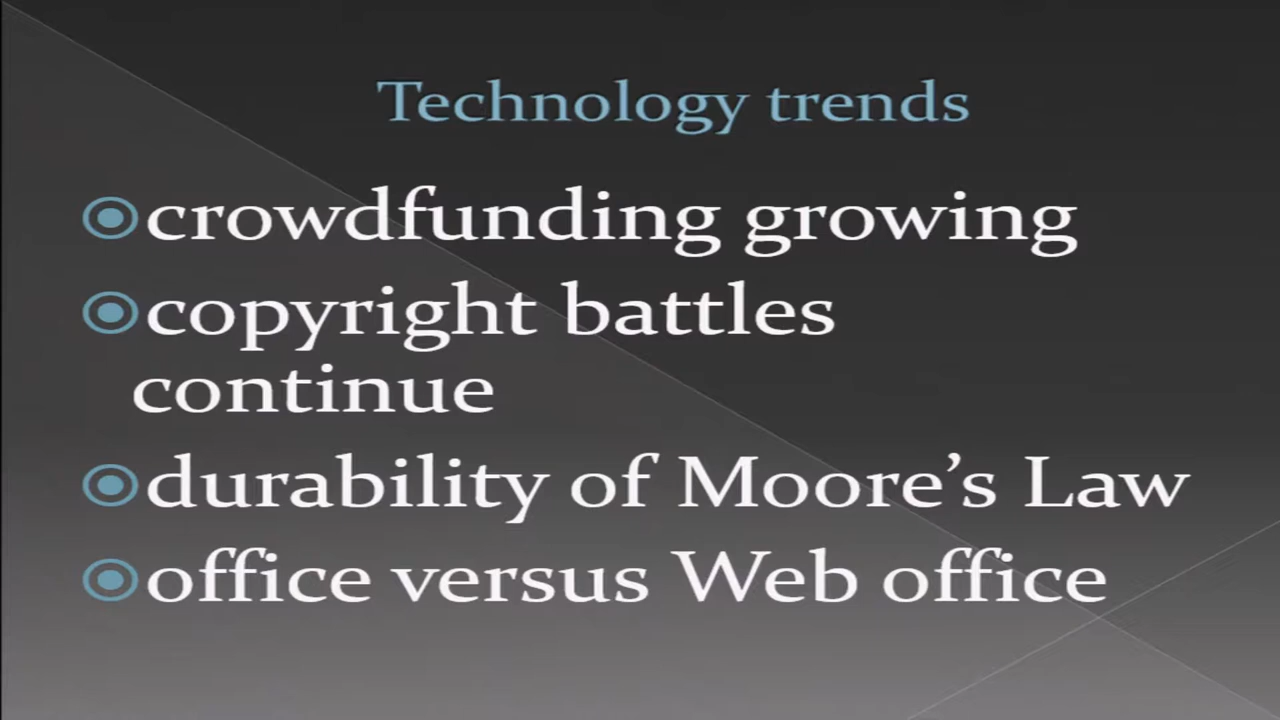 Technology trends
crowdfunding growing
copyright battles
continue
durability of Moore’s Law
office versus Web office